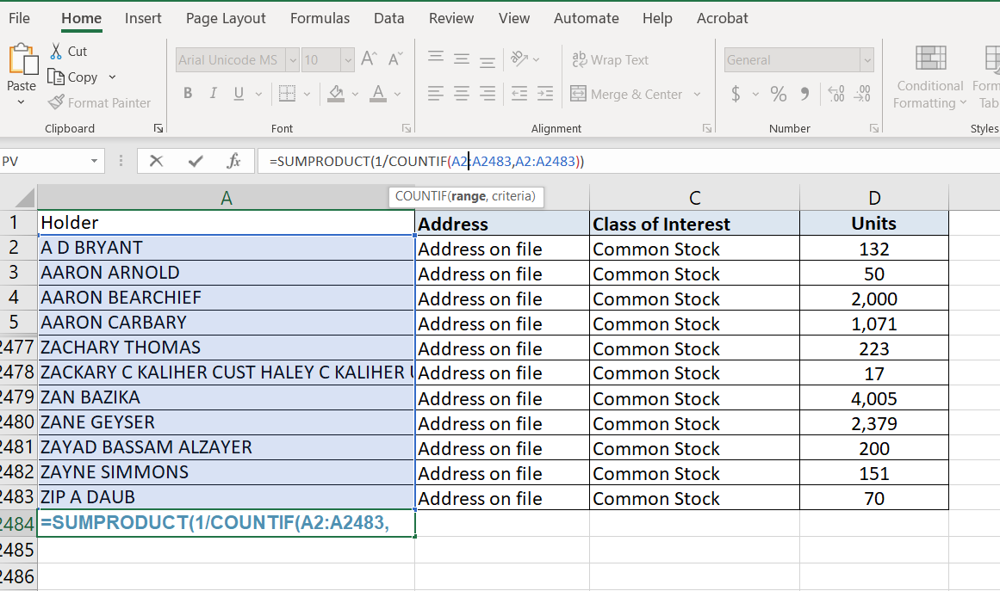 File Home Insert Page Layout Formulas Data Review View Automate Help Acrobat
Paste
Cut
Copy
Format Painter
Clipboard
Arial Unicode MS 10 A^ Aˇ
B I U A
Font
ab Wrap Text
Merge & Center
Alignment
General
$ % 9 .00 .00
Number
Conditional
Formatting
Form
Tab
Styles
PV fx =SUMPRODUCT(1/COUNTIF(A2:A2483,A2:A2483))
COUNTIF(range, criteria)
A C D
1 Holder Address Class of Interest Units
2 A D BRYANT Address on file Common Stock 132
3 AARON ARNOLD Address on file Common Stock 50
4 AARON BEARCHIEF Address on file Common Stock 2,000
5 AARON CARBARY Address on file Common Stock 1,071
2477 ZACHARY THOMAS Address on file Common Stock 223
2478 ZACKARY C KALIHER CUST HALEY C KALIHER U Address on file Common Stock 17
2479 ZAN BAZIKA Address on file Common Stock 4,005
2480 ZANE GEYSER Address on file Common Stock 2,379
2481 ZAYAD BASSAM ALZAYER Address on file Common Stock 200
2482 ZAYNE SIMMONS Address on file Common Stock 151
2483 ZIP A DAUB Address on file Common Stock 70
2484 =SUMPRODUCT(1/COUNTIF(A2:A2483,
2485
2486